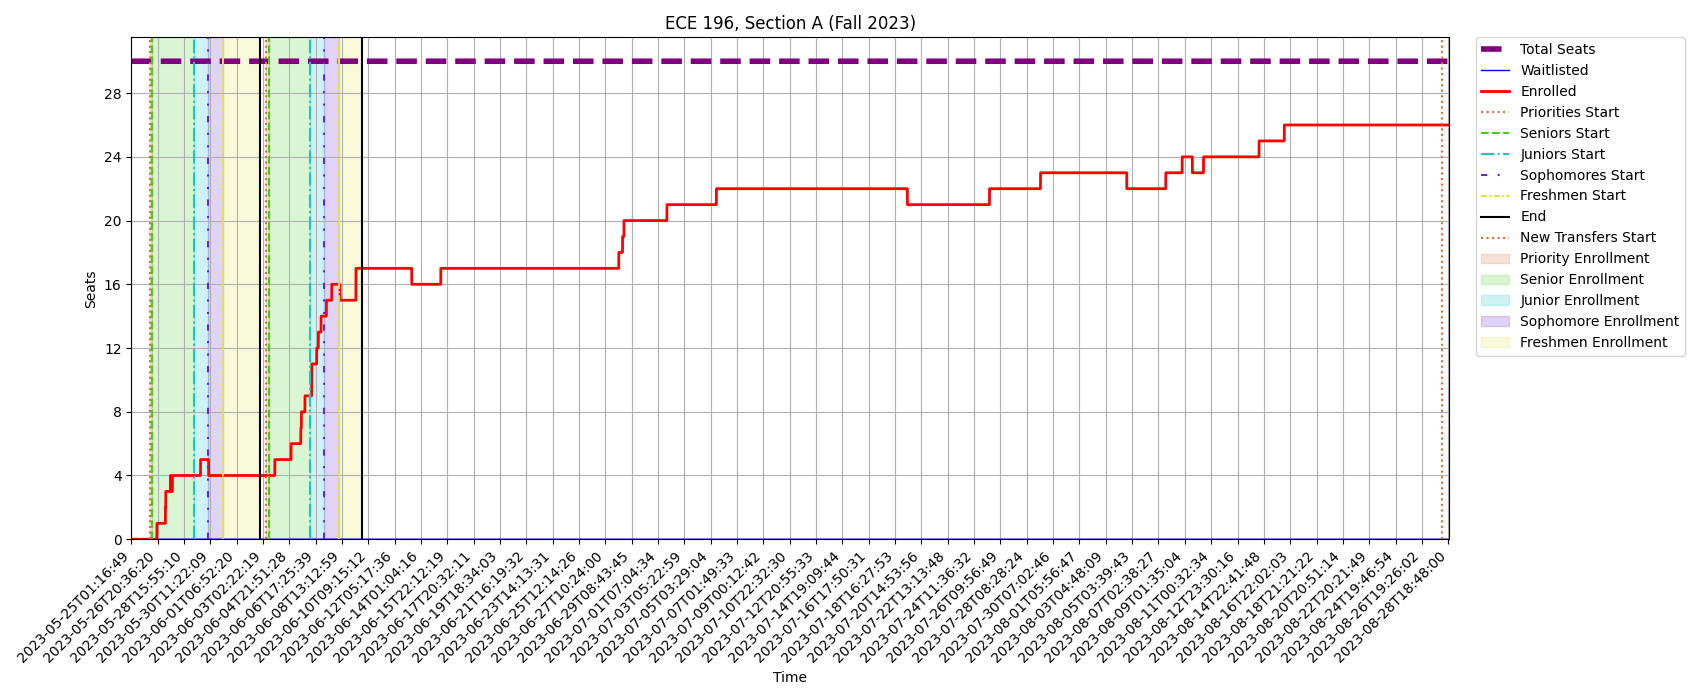 ECE 196, Section A (Fall 2023)
Seats
28
24
20
16
12
8
4
0
2023-05-25T01:16:49
2023-05-26T20:36:20
2023-05-28T15:55:10
2023-05-30T11:22:09
2023-06-01T06:52:20
2023-06-03T02:22:19
2023-06-04T21:51:28
2023-06-06T17:25:39
2023-06-08T13:12:59
2023-06-10T09:15:12
2023-06-12T05:17:36
2023-06-14T01:04:16
2023-06-15T22:12:19
2023-06-17T20:32:11
2023-06-19T18:34:03
2023-06-21T16:19:32
2023-06-23T14:13:31
2023-06-25T12:14:26
2023-06-27T10:24:00
2023-06-29T08:43:45
2023-07-01T07:04:34
2023-07-03T05:22:59
2023-07-05T03:29:04
2023-07-07T01:49:33
2023-07-09T00:12:42
2023-07-10T22:32:30
2023-07-12T20:55:33
2023-07-14T19:09:44
2023-07-16T17:50:31
2023-07-18T16:27:53
2023-07-20T14:53:56
2023-07-22T13:13:48
2023-07-24T11:36:32
2023-07-26T09:56:49
2023-07-28T08:28:24
2023-07-30T07:02:46
2023-08-01T05:56:47
2023-08-03T04:48:09
2023-08-05T03:39:43
2023-08-07T02:38:27
2023-08-09T01:35:04
2023-08-11T00:32:34
2023-08-12T23:30:16
2023-08-14T22:41:48
2023-08-16T22:02:03
2023-08-18T21:21:22
2023-08-20T20:51:14
2023-08-22T20:21:49
2023-08-24T19:46:54
2023-08-26T19:26:02
2023-08-28T18:48:00
Time
Total Seats
Waitlisted
Enrolled
Priorities Start
Seniors Start
Juniors Start
Sophomores Start
Freshmen Start
End
New Transfers Start
Priority Enrollment
Senior Enrollment
Junior Enrollment
Sophomore Enrollment
Freshmen Enrollment